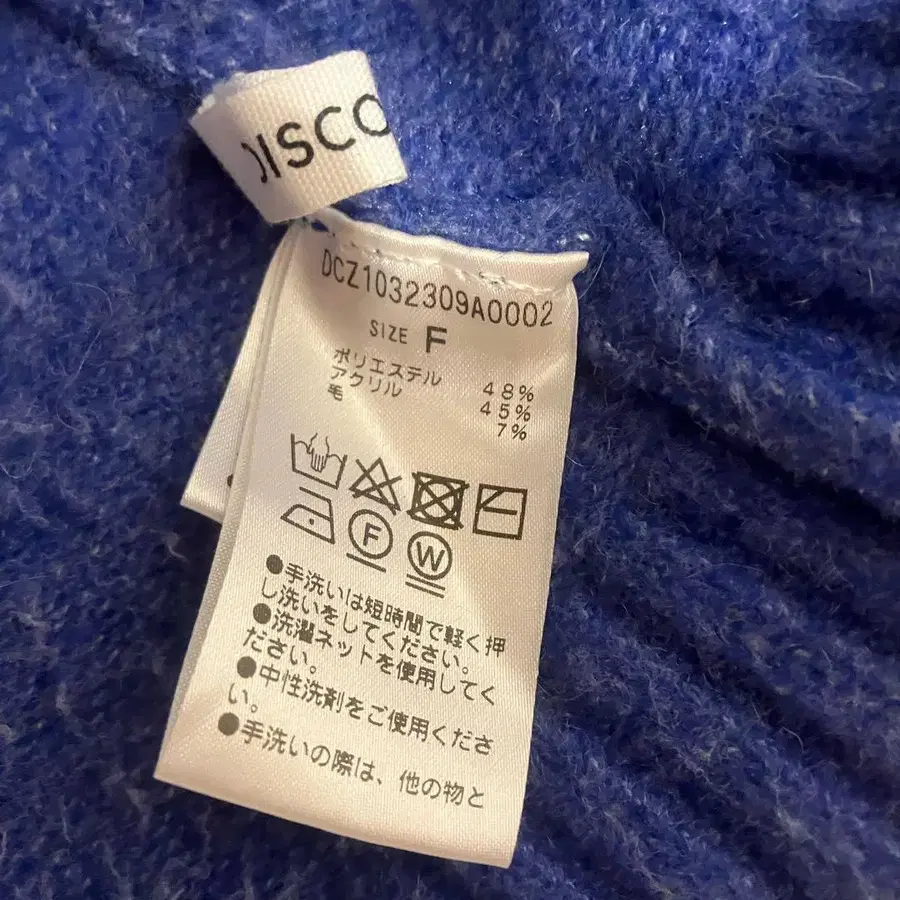 DISCO
DCZ1032309A0002
SIZE F
ポリエステル 48%
アクリル 45%
毛 7%
F
W
●手洗いは短時間で軽く押
し洗いをしてください。
●洗濯ネットを使用してく
ださい。
●中性洗剤をご使用くださ
い。
●手洗いの際は、他の物と